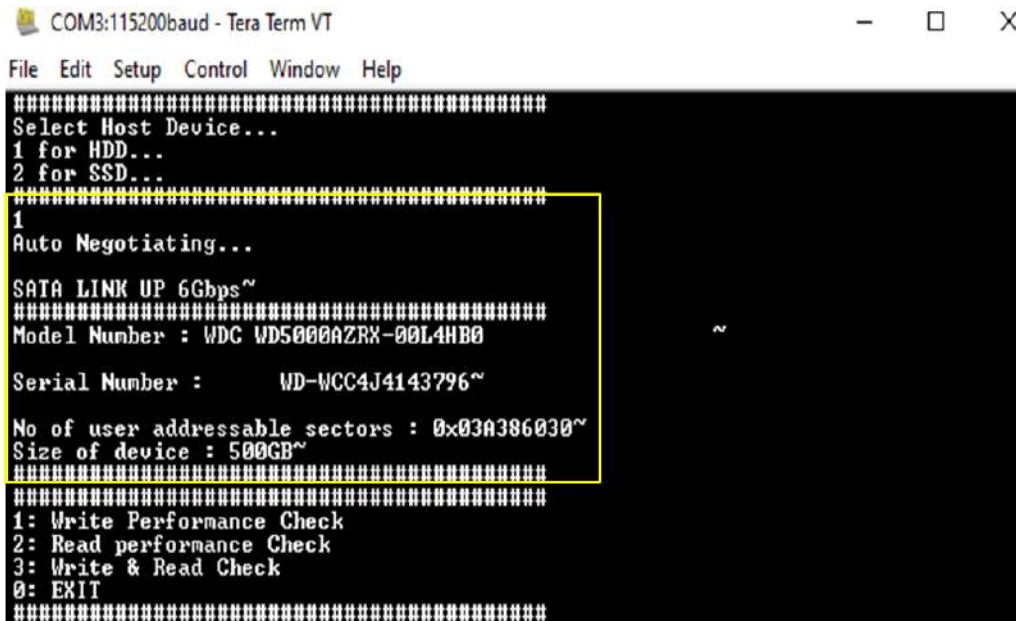 COM3:115200baud - Tera Term VT
File Edit Setup Control Window Help
##########################################
Select Host Device...
1 for HDD...
2 for SSD...
##########################################
1
Auto Negotiating...
SATA LINK UP 6Gbps~
##########################################
Model Number : WDC WD5000AZRX-00L4HB0 ~
Serial Number : WD-WCC4J4143796~
No of user addressable sectors : 0x03A386030~
Size of device : 500GB~
##########################################
##########################################
1: Write Performance Check
2: Read performance Check
3: Write & Read Check
0: EXIT
##########################################